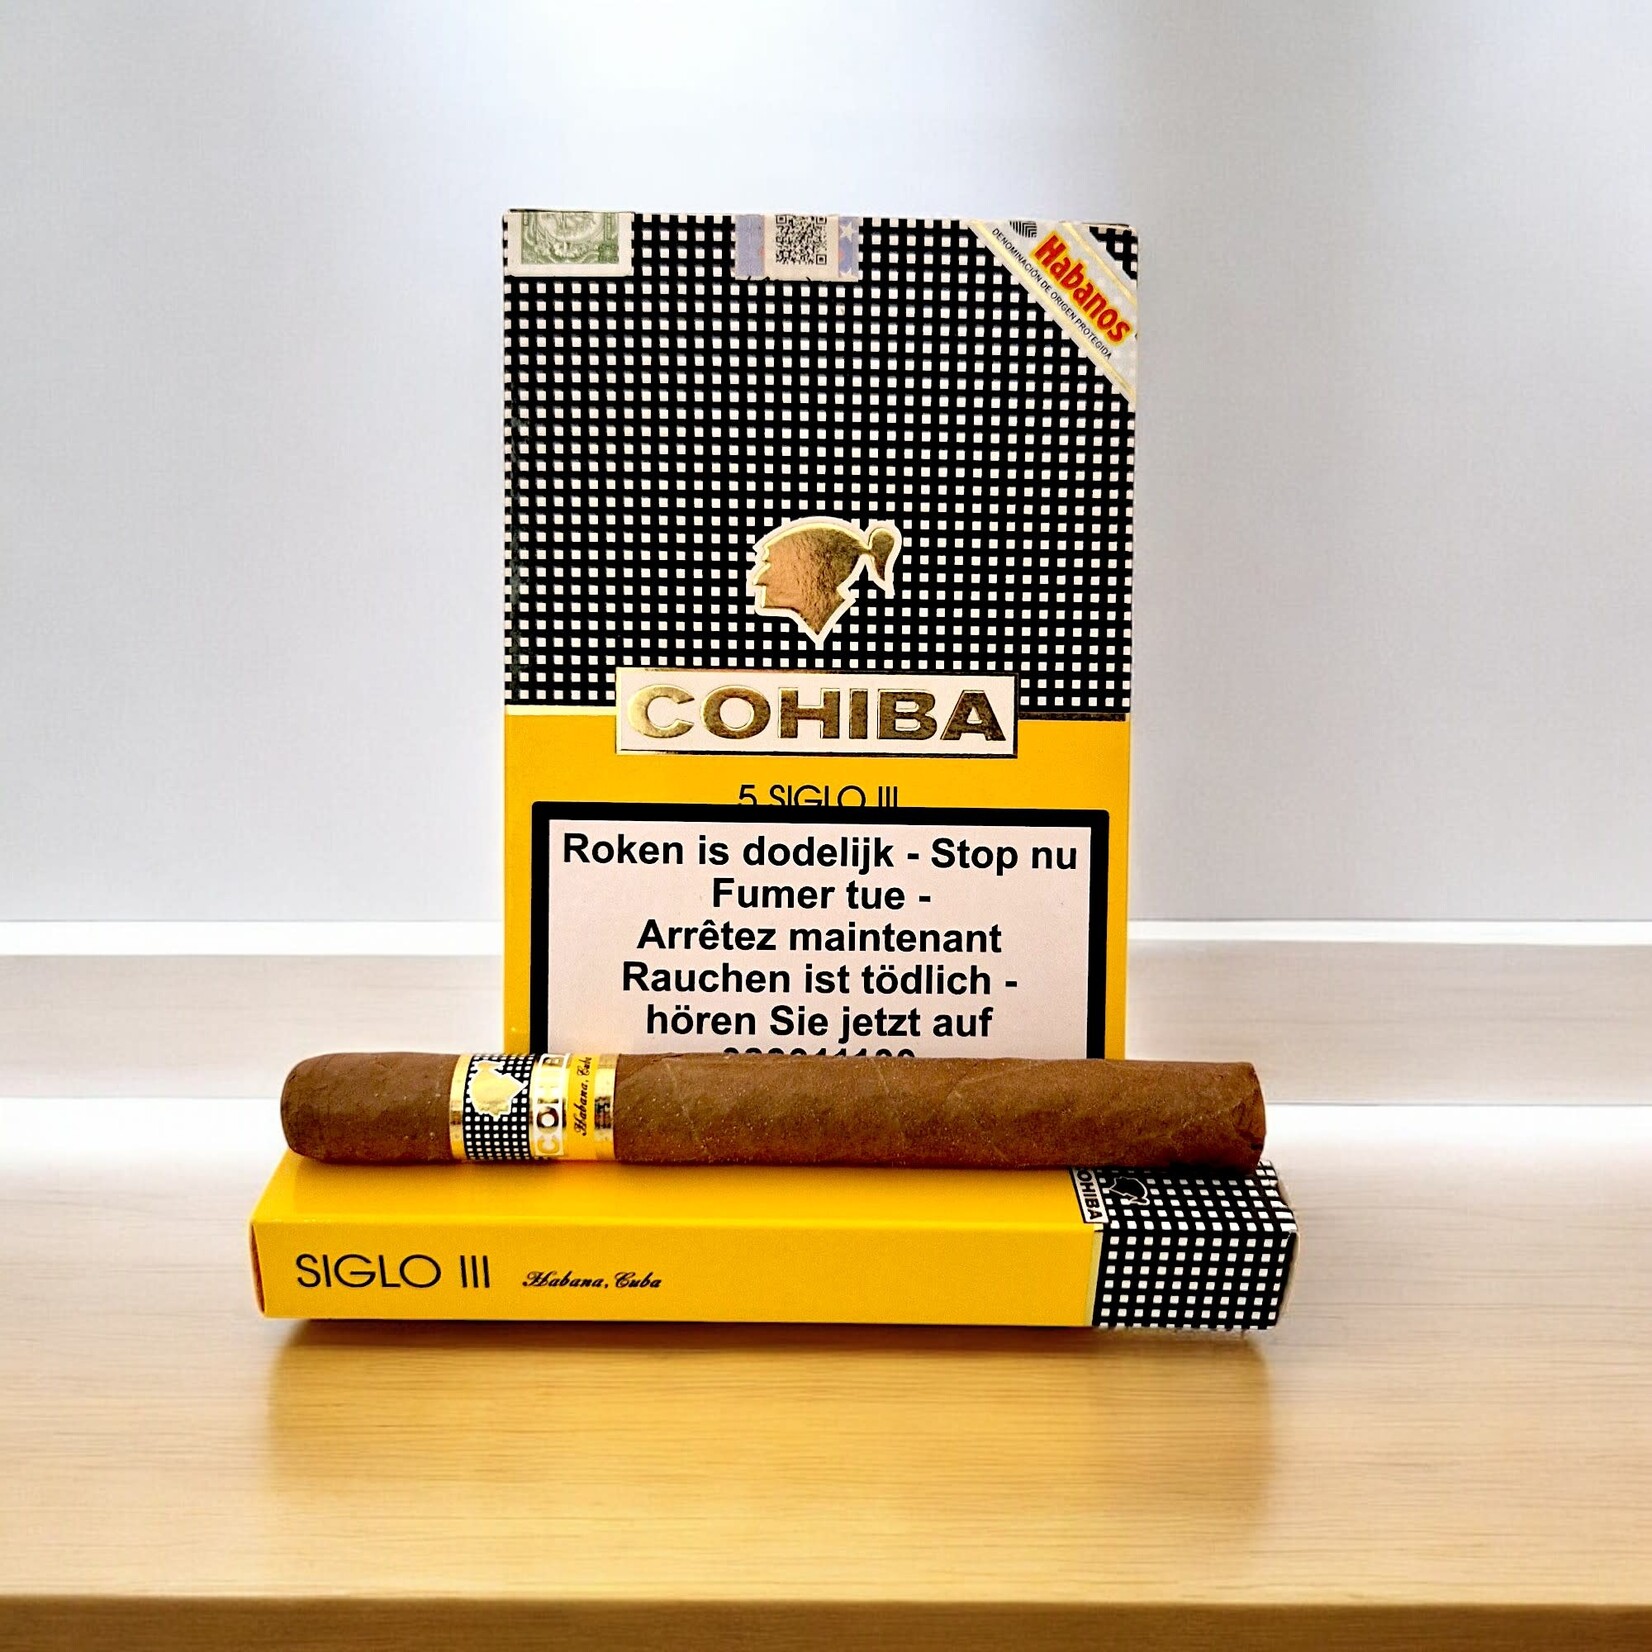 Habanos
DENOMINACIÓN DE ORIGEN PROTEGIDA
COHIBA
5 SIGLO III
Roken is dodelijk - Stop nu
Fumer tue -
Arrêtez maintenant
Rauchen ist tödlich -
hören Sie jetzt auf
Habana, Cuba
COHIBA
SIGLO III Habana, Cuba